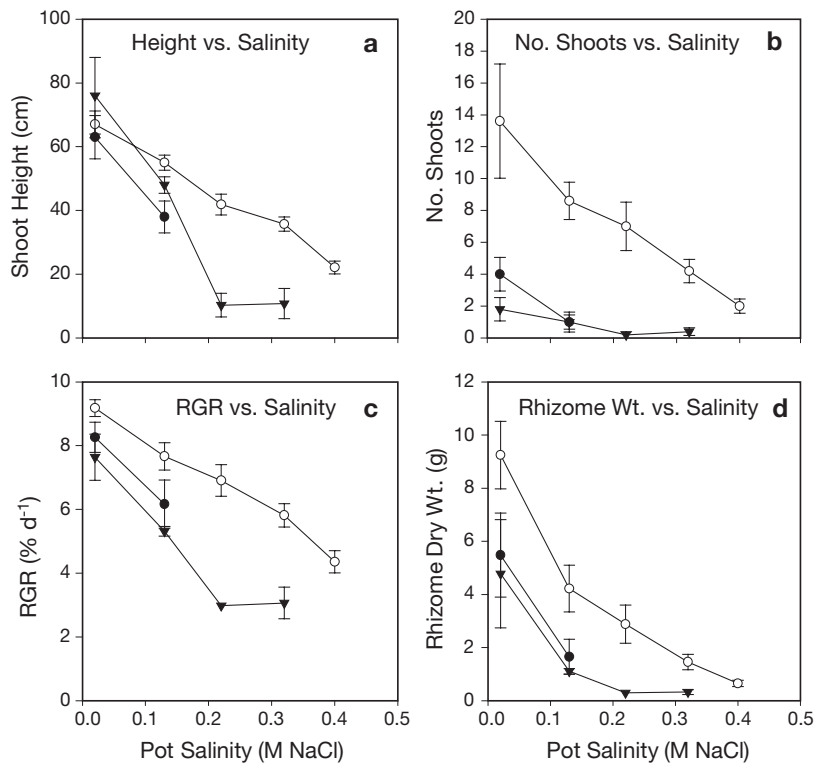 Height vs. Salinity a
100
80
60
40
20
0
Shoot Height (cm)
No. Shoots vs. Salinity b
20
18
16
14
12
10
8
6
4
2
0
No. Shoots
RGR vs. Salinity c
10
8
6
4
2
0
RGR (% d-1)
0.0 0.1 0.2 0.3 0.4 0.5
Pot Salinity (M NaCl)
Rhizome Wt. vs. Salinity d
12
10
8
6
4
2
0
Rhizome Dry Wt. (g)
0.0 0.1 0.2 0.3 0.4 0.5
Pot Salinity (M NaCl)